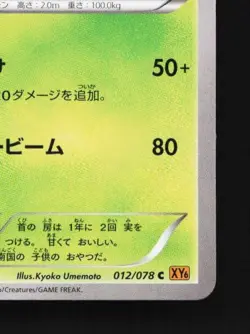 ン 高さ：2.0m 重さ：100.0kg
50+
0ダメージを追加。
ービーム 80
首の 房は 1年に 2回 実を
つける。甘くて おいしい。
南国の 子供の おやつだ。
Illus.Kyoko Umemoto 012/078 C XY6
/Creatures/GAME FREAK.